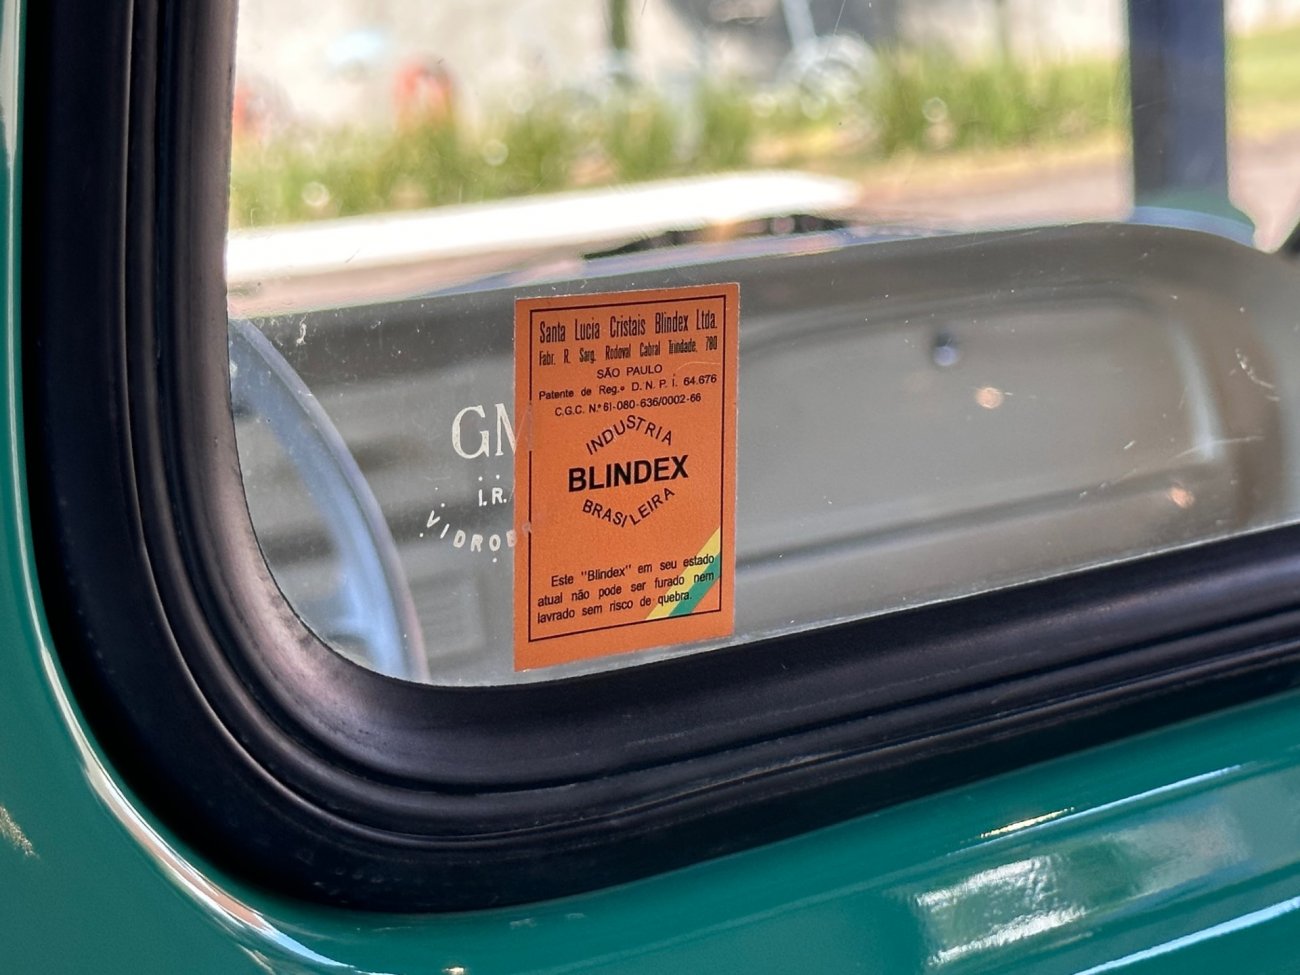 Santa Lucia Cristais Blindex Ltda.
Fabr. R. Sarg. Rodoval Cabral Trindade, 780
SÃO PAULO
Patente de Reg.º D. N. P. i. 64.676
C.G.C. N.º 61-080-636/0002-66
INDUSTRIA
BLINDEX
BRASILEIRA
Este "Blindex" em seu estado
atual não pode ser furado nem
lavrado sem risco de quebra.
GM
I.R.
VIDROB